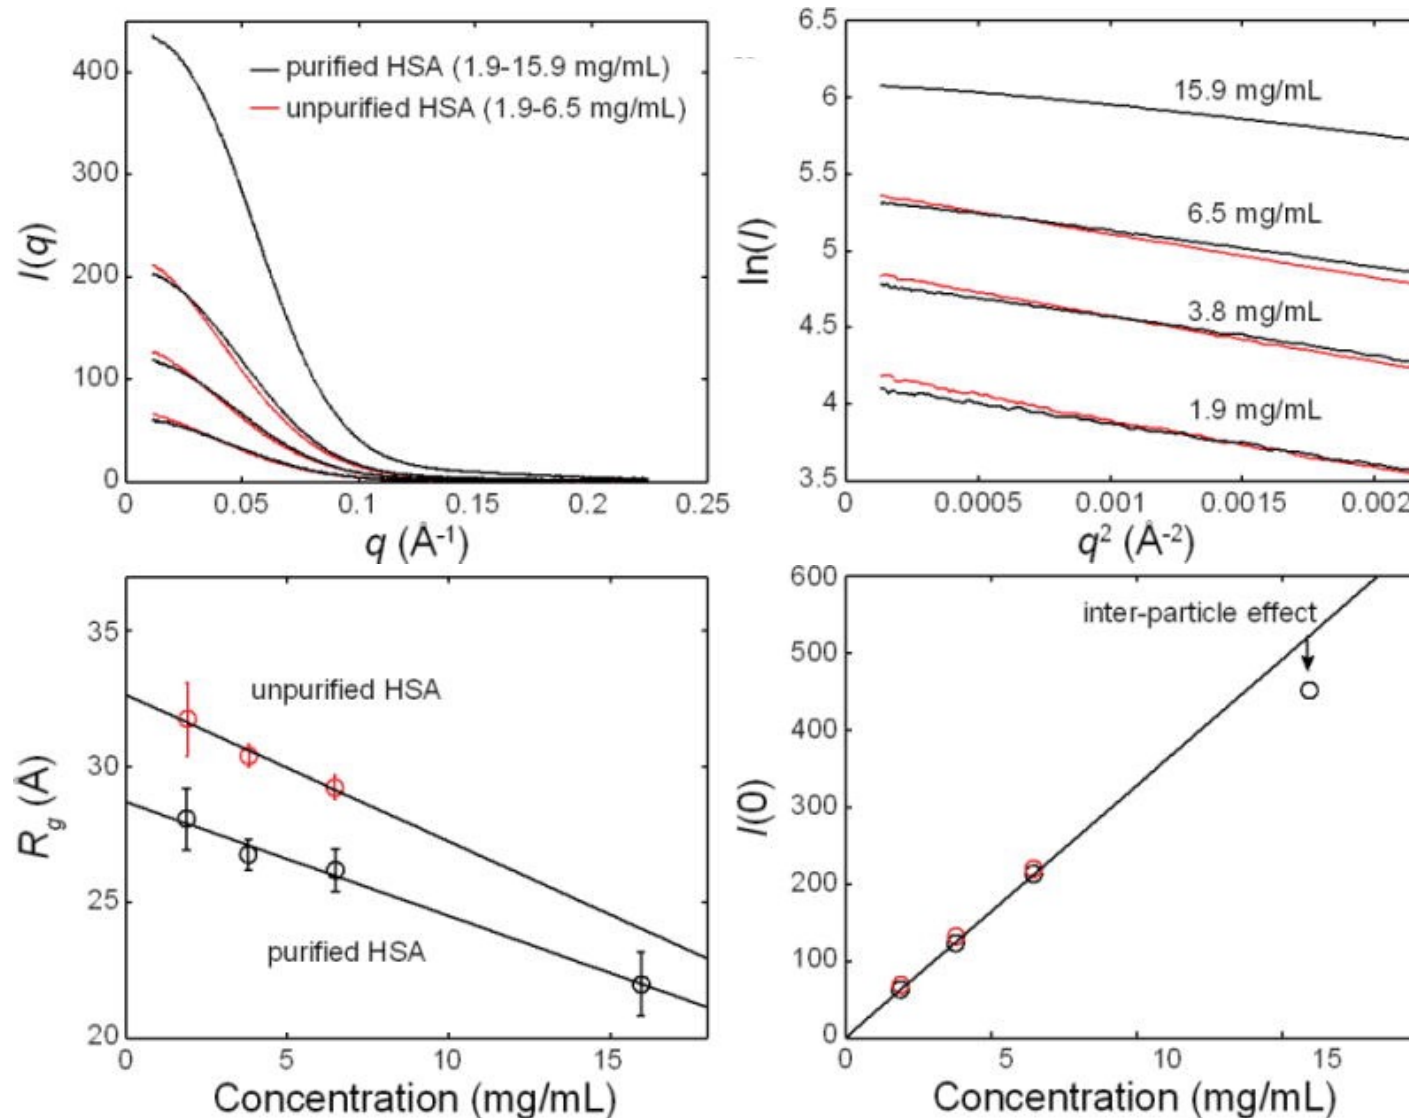 400
300
200
100
0
I(q)
purified HSA (1.9-15.9 mg/mL)
unpurified HSA (1.9-6.5 mg/mL)
0 0.05 0.1 0.15 0.2 0.25
q (Å-1)
6.5
6
5.5
5
4.5
4
3.5
ln(I)
15.9 mg/mL
6.5 mg/mL
3.8 mg/mL
1.9 mg/mL
0 0.0005 0.001 0.0015 0.002
q2 (Å-2)
35
30
25
20
Rg (Å)
unpurified HSA
purified HSA
0 5 10 15
Concentration (mg/mL)
600
500
400
300
200
100
0
I(0)
inter-particle effect
0 5 10 15
Concentration (mg/mL)